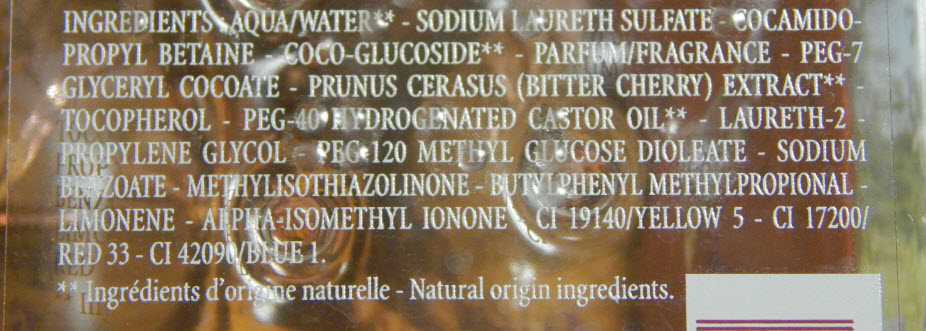 INGREDIENTS : AQUA/WATER** - SODIUM LAURETH SULFATE - COCAMIDO-
PROPYL BETAINE - COCO-GLUCOSIDE** - PARFUM/FRAGRANCE - PEG-7
GLYCERYL COCOATE - PRUNUS CERASUS (BITTER CHERRY) EXTRACT** -
TOCOPHEROL - PEG-40 HYDROGENATED CASTOR OIL** - LAURETH-2 -
PROPYLENE GLYCOL - PEG-120 METHYL GLUCOSE DIOLEATE - SODIUM
BENZOATE - METHYLISOTHIAZOLINONE - BUTYLPHENYL METHYLPROPIONAL -
LIMONENE - ALPHA-ISOMETHYL IONONE - CI 19140/YELLOW 5 - CI 17200/
RED 33 - CI 42090/BLUE 1.
** Ingrédients d'origine naturelle - Natural origin ingredients.